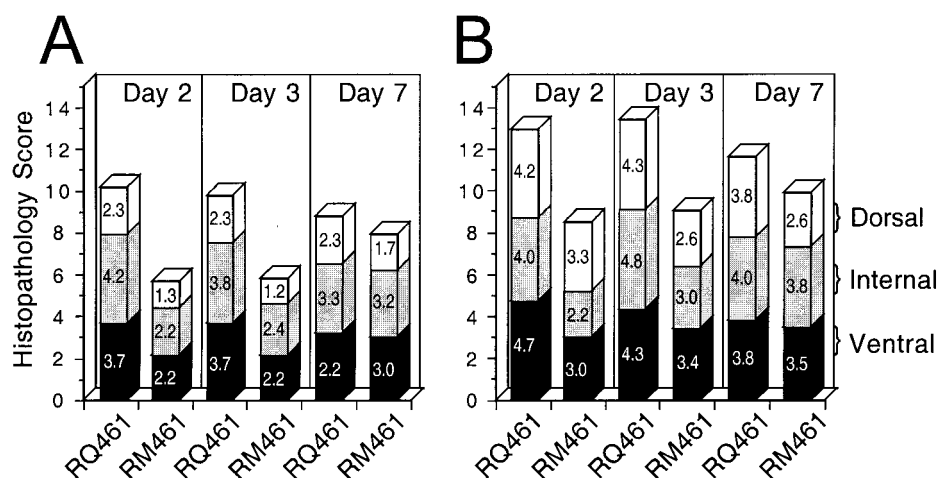 A
B
Histopathology Score
Day 2
Day 3
Day 7
Day 2
Day 3
Day 7
14
12
10
8
6
4
2
0
14
12
10
8
6
4
2
0
2.3
4.2
3.7
1.3
2.2
2.2
2.3
3.8
3.7
1.2
2.4
2.2
2.3
3.3
2.2
1.7
3.2
3.0
4.2
4.0
4.7
3.3
2.2
3.0
4.3
4.8
4.3
2.6
3.0
3.4
3.8
4.0
3.8
2.6
3.8
3.5
Dorsal
Internal
Ventral
RQ461
RM461
RQ461
RM461
RQ461
RM461
RQ461
RM461
RQ461
RM461
RQ461
RM461